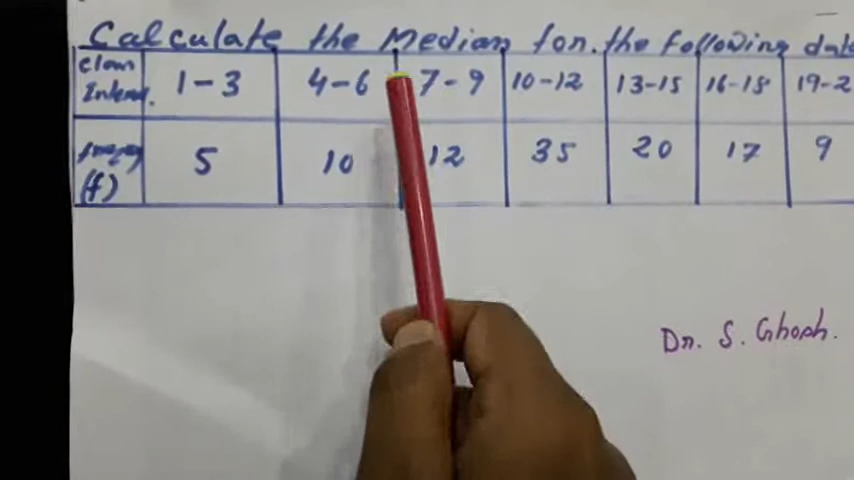 Calculate the Median for the following data
Class 1-3 4-6 7-9 10-12 13-15 16-18 19-2
(f) 5 10 12 35 20 17 9
Dr. S. Ghosh.